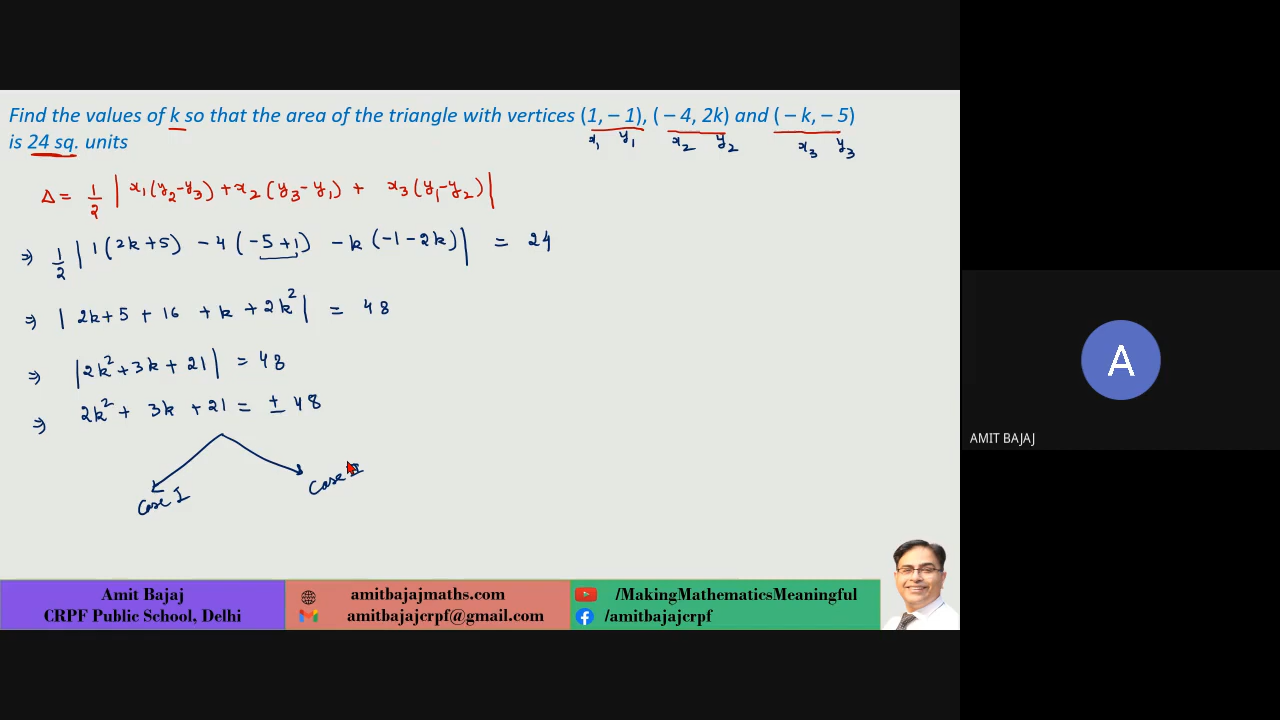 Find the values of k so that the area of the triangle with vertices (1, – 1), (– 4, 2k) and (– k, – 5)
is 24 sq. units
x₁ y₁ x₂ y₂ x₃ y₃
Δ = 1/2 | x₁(y₂–y₃) + x₂(y₃–y₁) + x₃(y₁–y₂) |
⇒ 1/2 | 1(2k+5) – 4(–5+1) – k(–1–2k) | = 24
⇒ | 2k+5 + 16 + k + 2k² | = 48
⇒ | 2k² + 3k + 21 | = 48
⇒ 2k² + 3k + 21 = ± 48
Case I
Case II
A
AMIT BAJAJ
Amit Bajaj
CRPF Public School, Delhi
amitbajajmaths.com
amitbajajcrpf@gmail.com
/MakingMathematicsMeaningful
/amitbajajcrpf